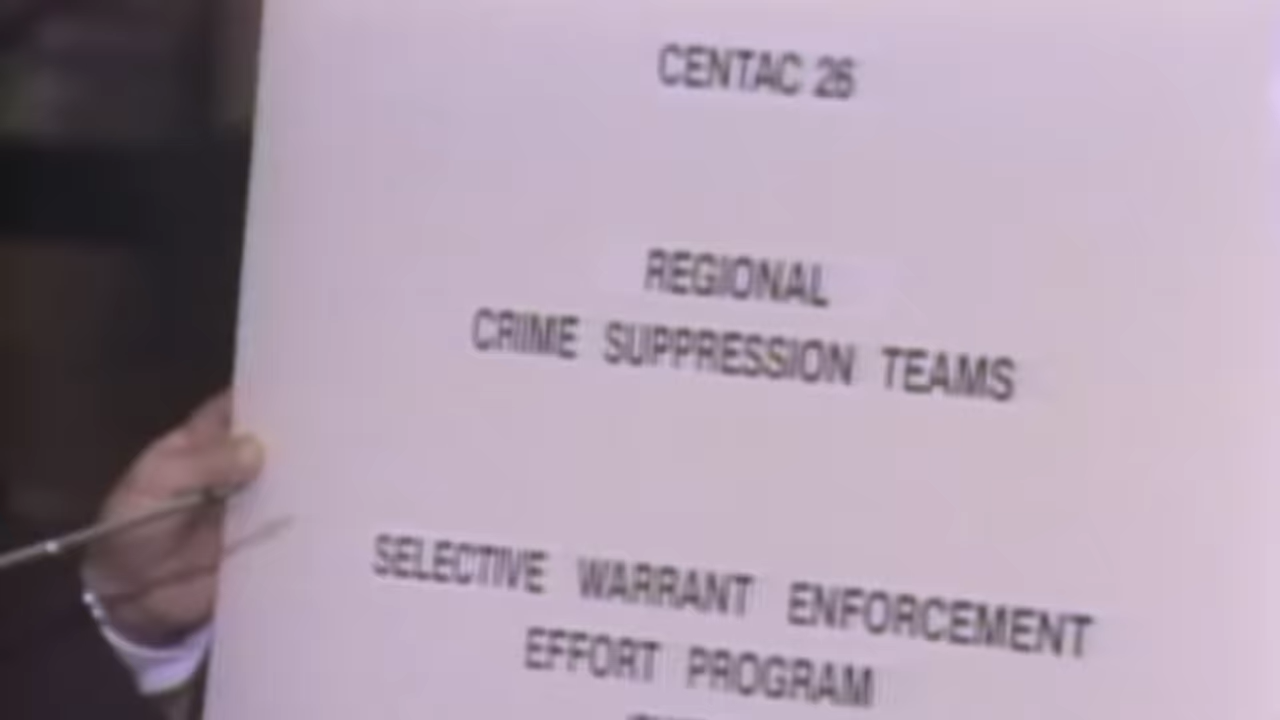 CENTAC 26
REGIONAL
CRIME SUPPRESSION TEAMS
SELECTIVE WARRANT ENFORCEMENT
EFFORT PROGRAM